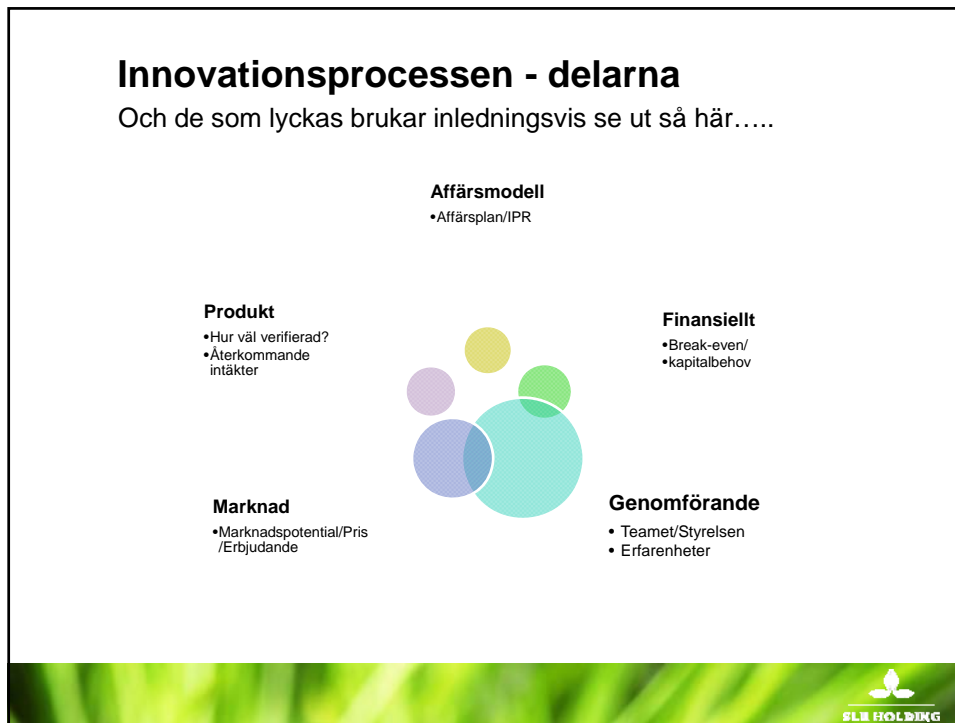 Innovationsprocessen - delarna
Och de som lyckas brukar inledningsvis se ut så här…..
Affärsmodell
•Affärsplan/IPR
Produkt
•Hur väl verifierad?
•Återkommande
intäkter
Finansiellt
•Break-even/
•kapitalbehov
Marknad
•Marknadspotential/Pris
/Erbjudande
Genomförande
• Teamet/Styrelsen
• Erfarenheter
SLU HOLDING